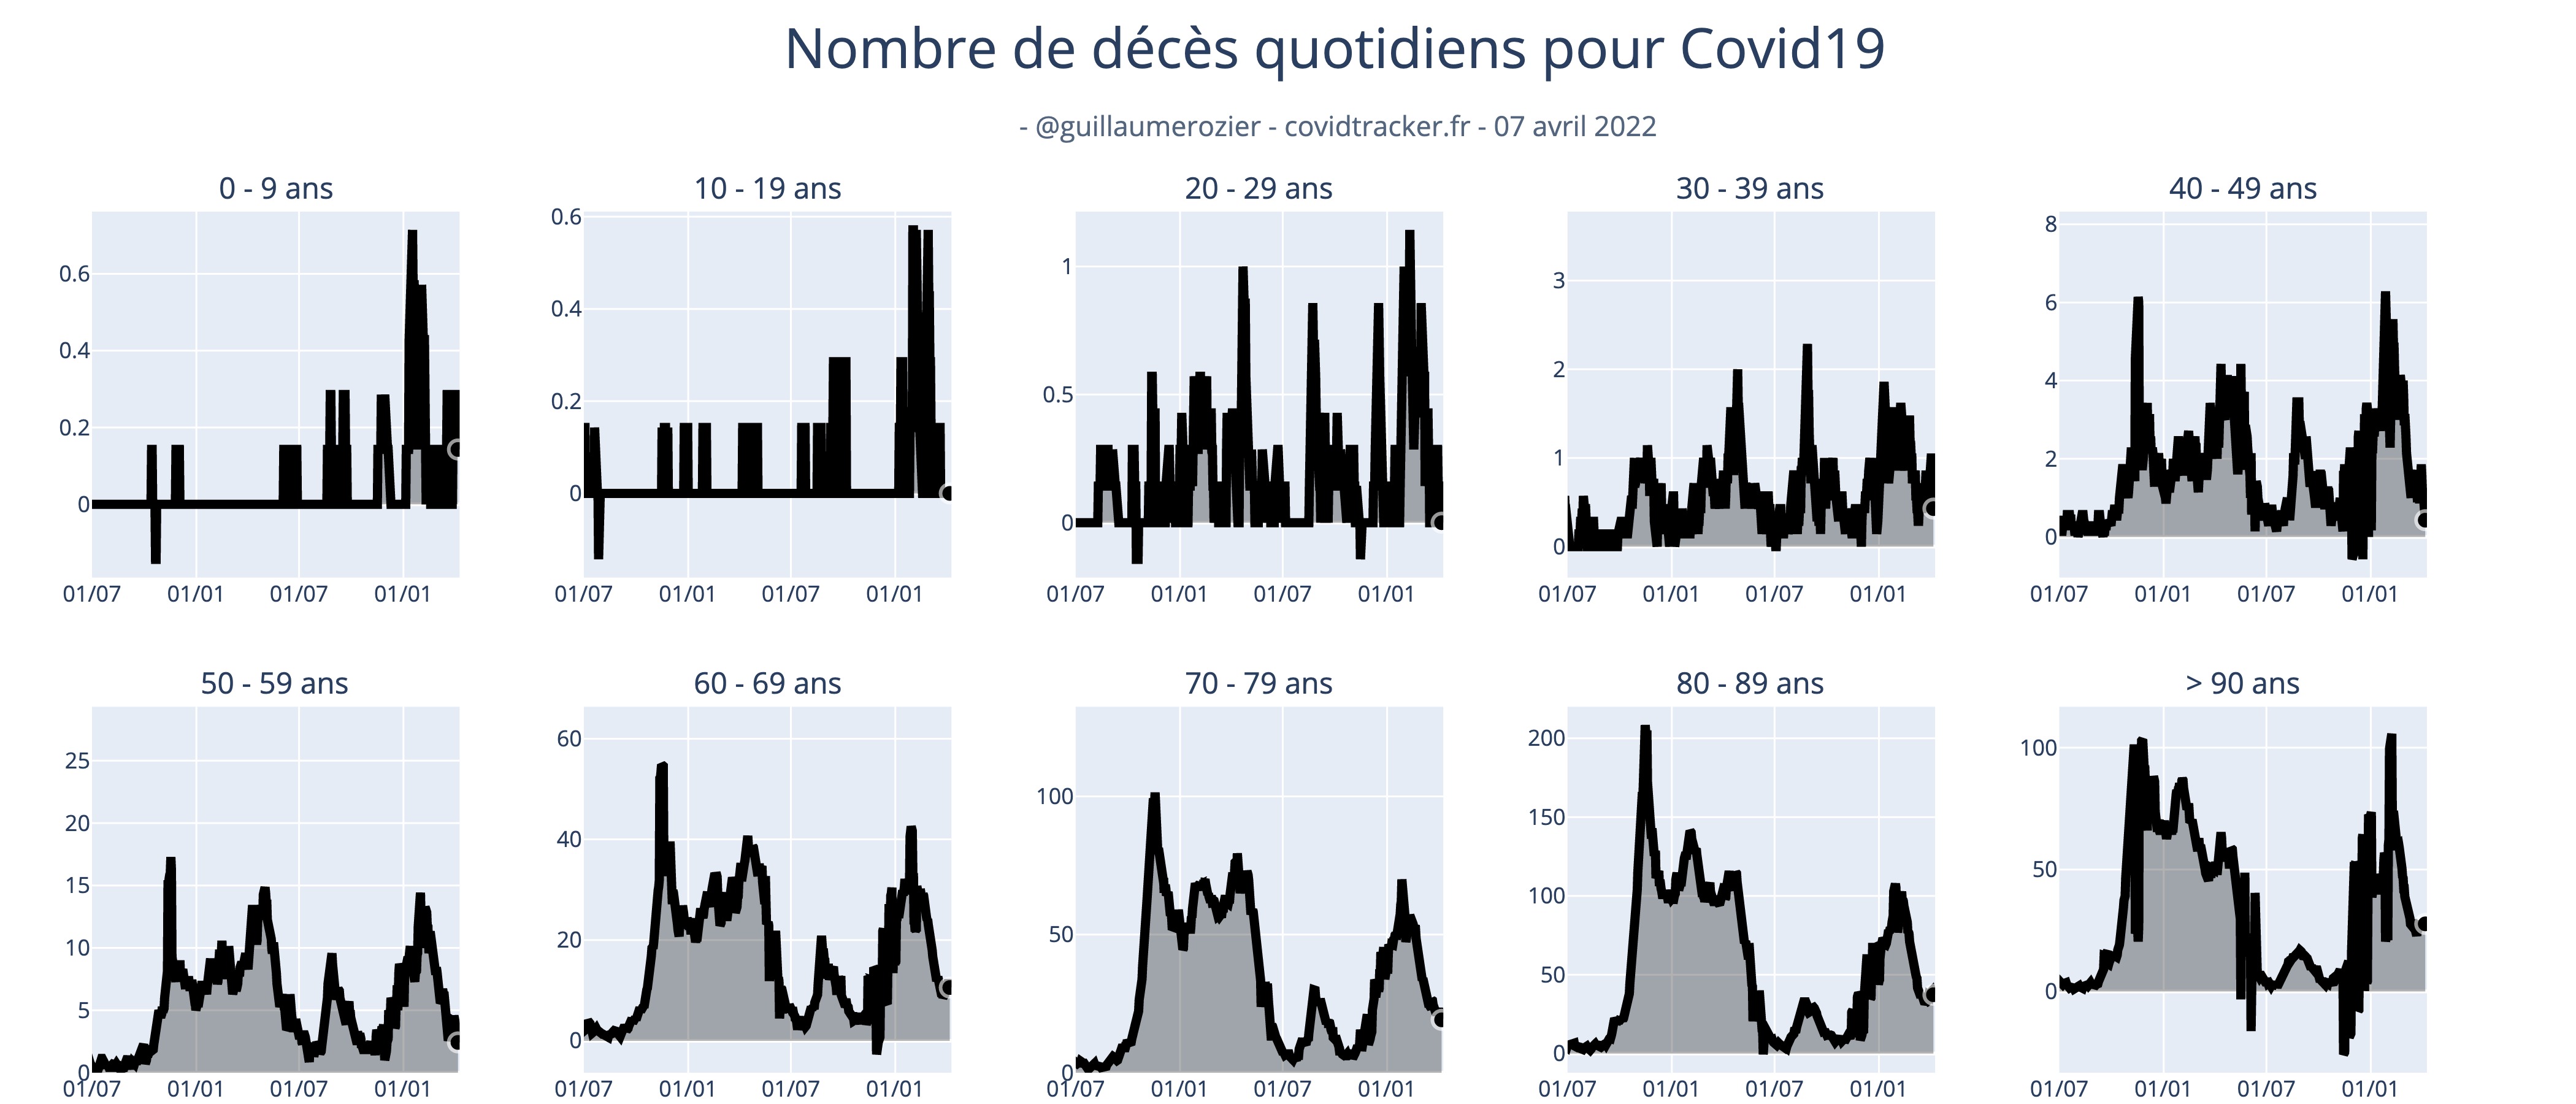 Nombre de décès quotidiens pour Covid19
- @guillaumerozier - covidtracker.fr - 07 avril 2022
0 - 9 ans
0.6
0.4
0.2
0
01/07 01/01 01/07 01/01
10 - 19 ans
0.6
0.4
0.2
0
01/07 01/01 01/07 01/01
20 - 29 ans
1
0.5
0
01/07 01/01 01/07 01/01
30 - 39 ans
3
2
1
0
01/07 01/01 01/07 01/01
40 - 49 ans
8
6
4
2
0
01/07 01/01 01/07 01/01
50 - 59 ans
25
20
15
10
5
0
01/07 01/01 01/07 01/01
60 - 69 ans
60
40
20
0
01/07 01/01 01/07 01/01
70 - 79 ans
100
50
0
01/07 01/01 01/07 01/01
80 - 89 ans
200
150
100
50
0
01/07 01/01 01/07 01/01
> 90 ans
100
50
0
01/07 01/01 01/07 01/01